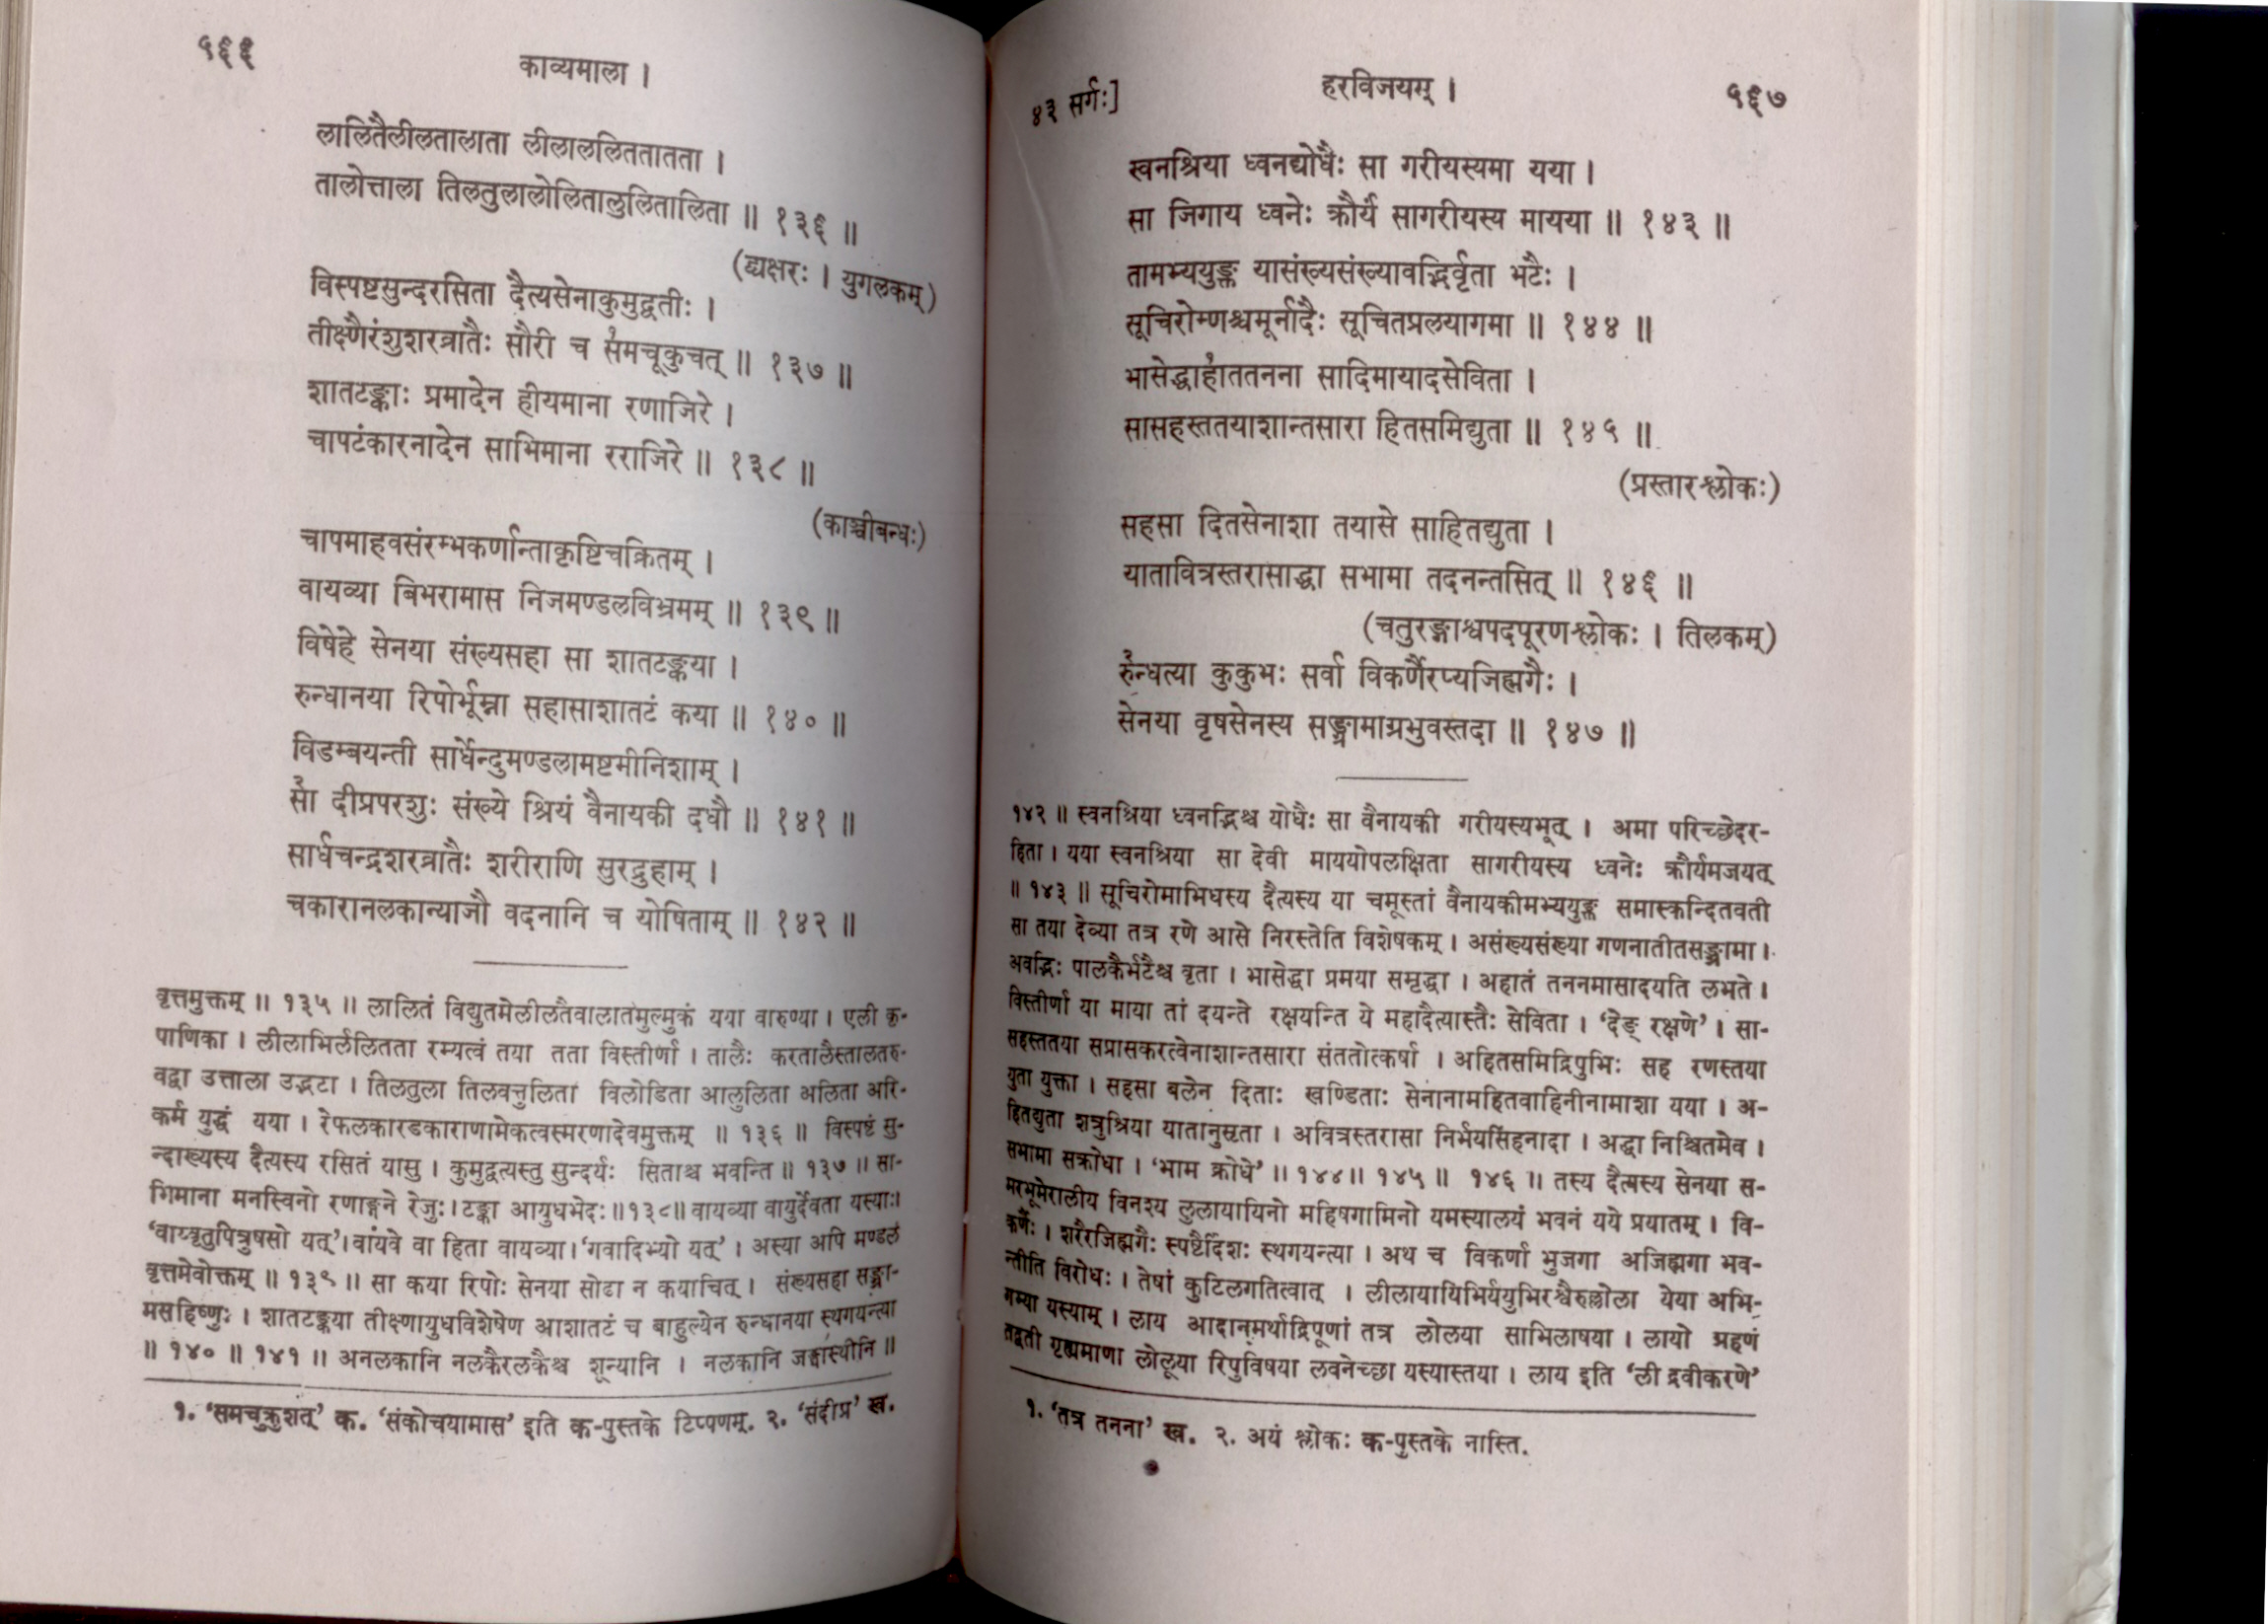 ५६६
काव्यमाला ।
लालितैलीलतालाता लीलाललिततातता ।
तालोत्ताला तिलतुलालोलितालुलितालिता ॥ १३६ ॥
(द्व्यक्षरः । युगलकम्)
विस्पष्टसुन्दरसिता दैत्यसेनाकुमुद्वतीः ।
तीक्ष्णैरंशुशरव्रातैः सौरी च सं१मचूकुचत् ॥ १३७ ॥
शातटङ्काः प्रमादेन हीयमाना रणाजिरे ।
चापटंकारनादेन साभिमाना रराजिरे ॥ १३८ ॥
(काञ्चीबन्धः)
चापमाहवसंरम्भकर्णान्ताकृष्टिचक्रितम् ।
वायव्या बिभरामास निजमण्डलविभ्रमम् ॥ १३९ ॥
विषेहे सेनया संख्यसहा सा शातटङ्कया ।
रुन्धानया रिपोर्भूम्ना सहासाशातटं कया ॥ १४० ॥
विडम्बयन्ती सार्धेन्दुमण्डलामष्टमीनिशाम् ।
सा२ दीप्रपरशुः संख्ये श्रियं वैनायकी दधौ ॥ १४१ ॥
सार्धचन्द्रशरव्रातैः शरीराणि सुरद्रुहाम् ।
चकारानलकान्याजौ वदनानि च योषिताम् ॥ १४२ ॥
वृत्तमुक्तम् ॥ १३५ ॥ लालितं विद्युतमेलीलतैवालातमुल्मुकं यया वारुण्या । एली कृ-
पाणिका । लीलाभिर्ललितता रम्यत्वं तया तता विस्तीर्णा । तालैः करतालैस्तालतरु-
वद्वा उत्ताला उद्भटा । तिलतुला तिलवत्तुलिता विलोडिता आलुलिता अलिता अरि-
कर्म युद्धं यया । रेफलकारडकाराणामेकत्वस्मरणादेवमुक्तम् ॥ १३६ ॥ विस्पष्टं सु-
न्दाख्यस्य दैत्यस्य रसितं यासु । कुमुद्वत्यस्तु सुन्दर्यः सिताश्च भवन्ति ॥ १३७ ॥ सा-
भिमाना मनस्विनो रणाङ्गने रेजुः। टङ्का आयुधभेदः॥१३८॥ वायव्या वायुर्देवता यस्याः।
‘वाय्वृतुपित्रुषसो यत्’। वायवे वा हिता वायव्या। ‘गवादिभ्यो यत्’ । अस्या अपि मण्डलं
वृत्तमेवोक्तम् ॥ १३९ ॥ सा कया रिपोः सेनया सोढा न कयाचित् । संख्यसहा सङ्ग्रा-
मसहिष्णुः । शातटङ्कया तीक्ष्णायुधविशेषेण आशातटं च बाहुल्येन रुन्धानया स्थगयन्त्या
॥ १४० ॥ १४१ ॥ अनलकानि नलकैरलकैश्च शून्यानि । नलकानि जङ्घास्थीनि ॥
१. ‘समचुक्रुशत्’ क. ‘संकोचयामास’ इति क-पुस्तके टिप्पणम्. २. ‘संदीप्र’ ख.
४३ सर्गः]
हरविजयम् ।
५६७
स्वनश्रिया ध्वनद्योधैः सा गरीयस्यमा यया ।
सा जिगाय ध्वनेः क्रौर्यं सागरीयस्य मायया ॥ १४३ ॥
तामभ्ययुङ्क्त यासंख्यसंख्यावद्भिर्वृता भटैः ।
सूचिरोम्णश्चमूर्नादैः सूचितप्रलयागमा ॥ १४४ ॥
भासेद्धाहा१ततनना सादिमायादसेविता ।
सासहस्ततयाशान्तसारा हितसमिद्युता ॥ १४५ ॥
(प्रस्तारश्लोकः)
सहसा दितसेनाशा तयासे साहितद्युता ।
यातावित्रस्तरासाद्धा सभामा तदनन्तसित् ॥ १४६ ॥
(चतुरङ्गाश्वपदपूरणश्लोकः । तिलकम्)
रु२न्धत्या कुकुभः सर्वा विकर्णैरप्यजिह्मगैः ।
सेनया वृषसेनस्य सङ्ग्रामाग्रभुवस्तदा ॥ १४७ ॥
१४२ ॥ स्वनश्रिया ध्वनद्भिश्च योधैः सा वैनायकी गरीयस्यभूत् । अमा परिच्छेदर-
हिता । यया स्वनश्रिया सा देवी माययोपलक्षिता सागरीयस्य ध्वनेः क्रौर्यमजयत्
॥ १४३ ॥ सूचिरोमाभिधस्य दैत्यस्य या चमूस्तां वैनायकीमभ्ययुङ्क्त समास्कन्दितवती
सा तया देव्या तत्र रणे आसे निरस्तेति विशेषकम् । असंख्यसंख्या गणनातीतसङ्ग्रामा ।
अवद्भिः पालकैर्भटैश्च वृता । भासेद्धा प्रमया समृद्धा । अहातं तननमासादयति लभते ।
विस्तीर्णा या माया तां दयन्ते रक्षयन्ति ये महादैत्यास्तैः सेविता । ‘देङ् रक्षणे’ । सा-
सहस्ततया सप्रासकरत्वेनाशान्तसारा संततोत्कर्षा । अहितसमिद्रिपुभिः सह रणस्तया
युता युक्ता । सहसा बलेन दिताः खण्डिताः सेनानामहितवाहिनीनामाशा यया । अ-
हितद्युता शत्रुश्रिया यातानुसृता । अवित्रस्तरासा निर्भयसिंहनादा । अद्धा निश्चितमेव ।
सभामा सक्रोधा । ‘भाम क्रोधे’ ॥ १४४॥ १४५ ॥ १४६ ॥ तस्य दैत्यस्य सेनया स-
मरभूमेरालीय विनश्य लुलायायिनो महिषगामिनो यमस्यालयं भवनं यये प्रयातम् । वि-
कर्णैः । शरैरजिह्मगैः स्पष्टैर्दिशः स्थगयन्त्या । अथ च विकर्णा भुजगा अजिह्मगा भव-
न्तीति विरोधः । तेषां कुटिलगतित्वात् । लीलायायिभिर्ययुभिरश्वैरुल्लोला येया अभि-
गम्या यस्याम् । लाय आदानमर्थाद्रिपूणां तत्र लोलया साभिलाषया । लायो ग्रहणं
तद्वती गृह्यमाणा लोलूया रिपुविषया लवनेच्छा यस्यास्तया । लाय इति ‘ली द्रवीकरणे’
१. ‘तत्र तनना’ ख. २. अयं श्लोकः क-पुस्तके नास्ति.